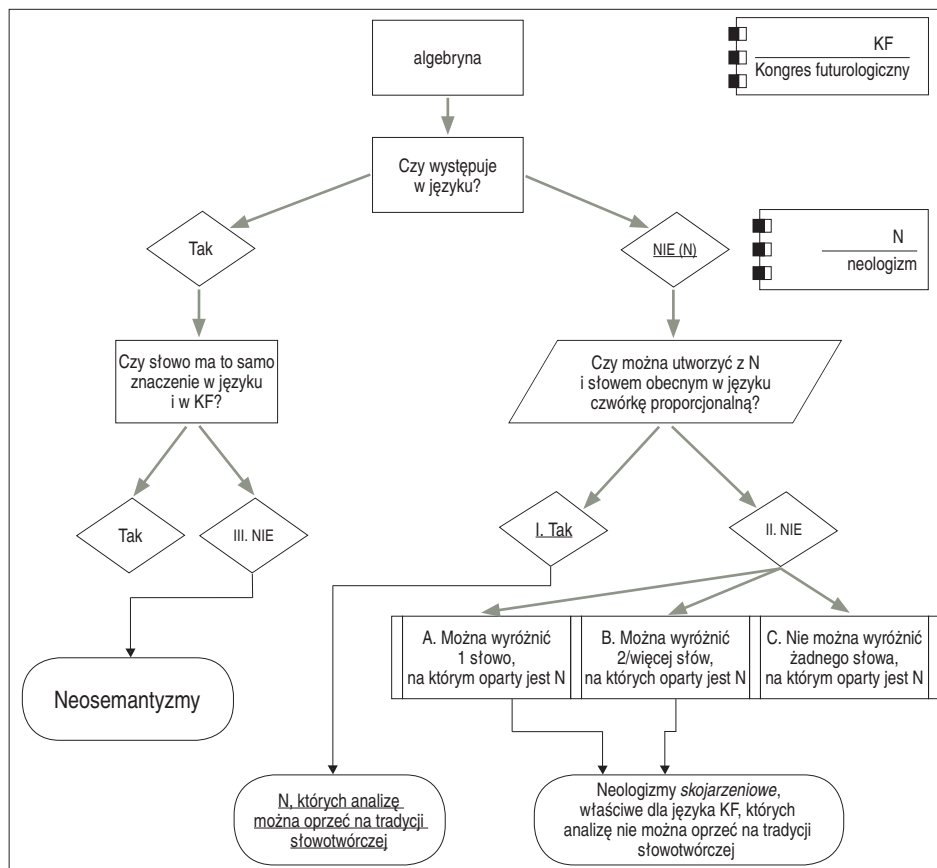 algebryna
KF
Kongres futurologiczny
Czy występuje
w języku?
Tak
NIE (N)
N
neologizm
Czy słowo ma to samo
znaczenie w języku
i w KF?
Czy można utworzyć z N
i słowem obecnym w języku
czwórkę proporcjonalną?
Tak
III. NIE
I. Tak
II. NIE
A. Można wyróżnić
1 słowo,
na którym oparty jest N
B. Można wyróżnić
2/więcej słów,
na których oparty jest N
C. Nie można wyróżnić
żadnego słowa,
na którym oparty jest N
Neosemantyzmy
N, których analizę
można oprzeć na tradycji
słowotwórczej
Neologizmy skojarzeniowe,
właściwe dla języka KF, których
analizę nie można oprzeć na tradycji
słowotwórczej